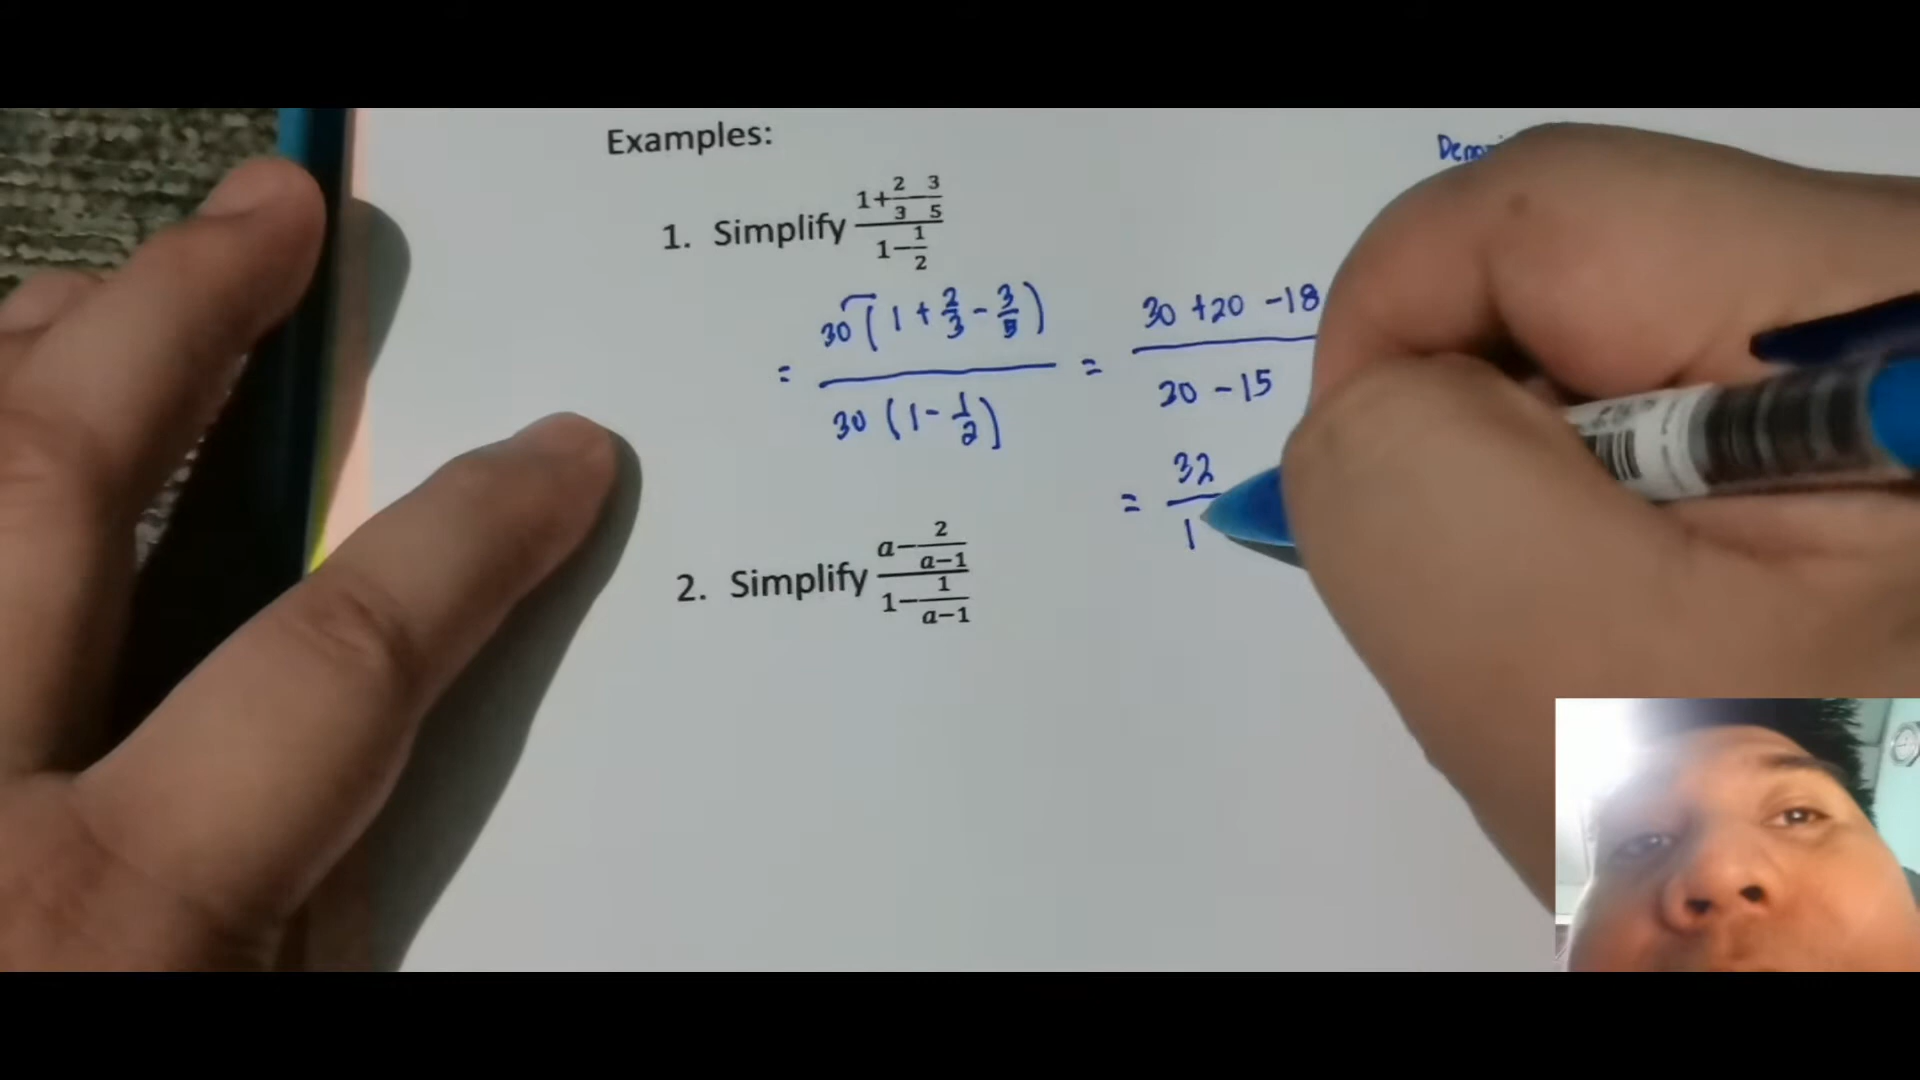 Examples:
1. Simplify (1+2/3−3/5)/(1−1/2)
= 30(1 + 2/3 - 3/5) / 30(1 - 1/2) = 30 + 20 - 18 / 30 - 15
= 32 / 1
2. Simplify (a−2/(a−1))/(1−1/(a−1))